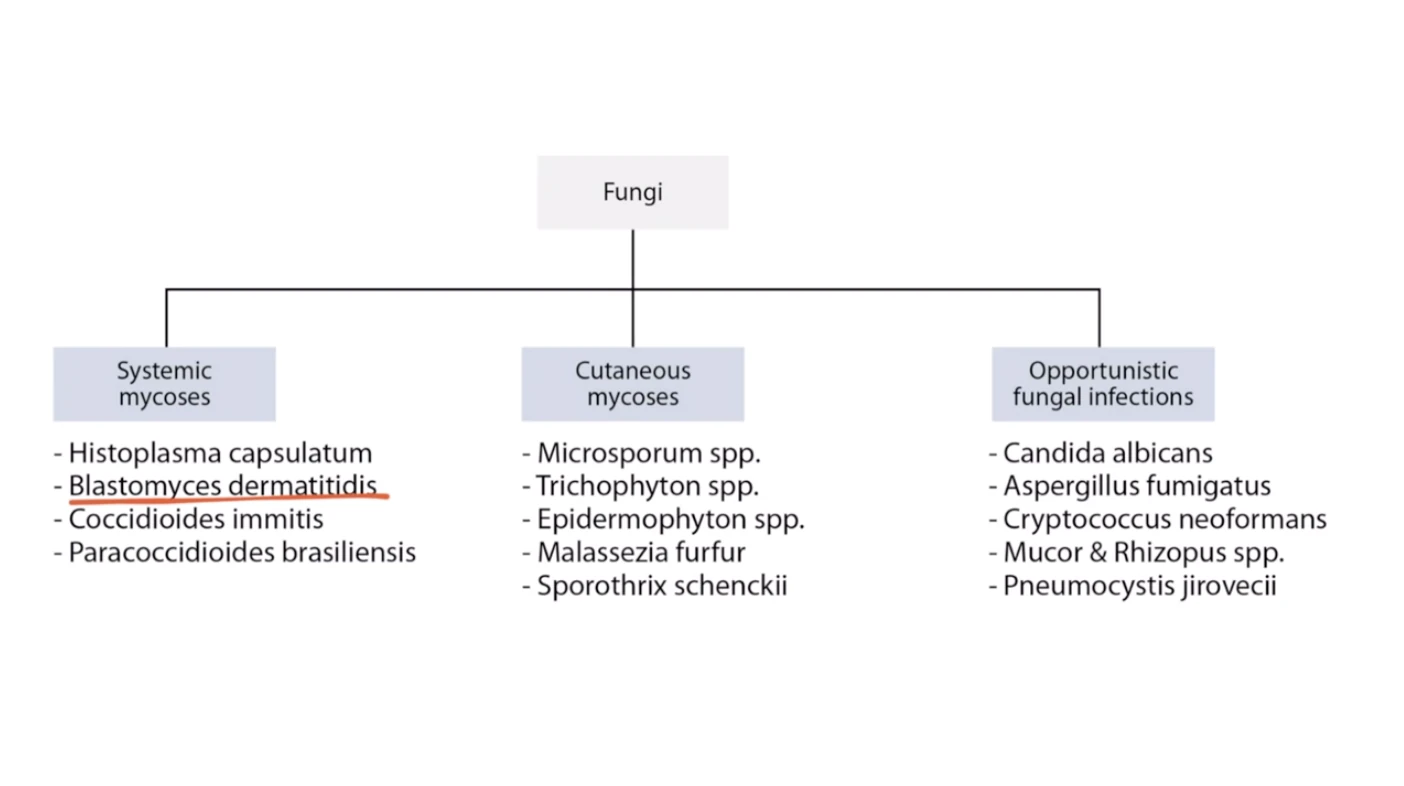 Fungi
Systemic
mycoses
- Histoplasma capsulatum
- Blastomyces dermatitidis
- Coccidioides immitis
- Paracoccidioides brasiliensis
Cutaneous
mycoses
- Microsporum spp.
- Trichophyton spp.
- Epidermophyton spp.
- Malassezia furfur
- Sporothrix schenckii
Opportunistic
fungal infections
- Candida albicans
- Aspergillus fumigatus
- Cryptococcus neoformans
- Mucor & Rhizopus spp.
- Pneumocystis jirovecii